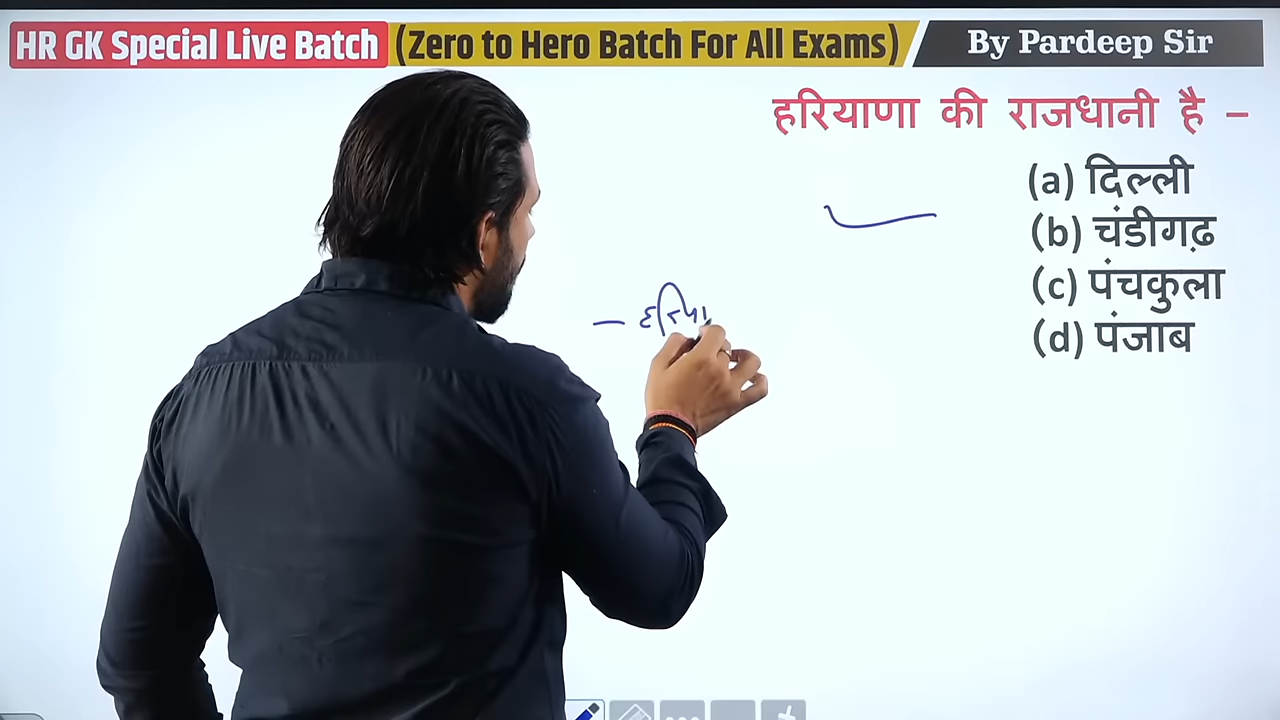 HR GK Special Live Batch (Zero to Hero Batch For All Exams) By Pardeep Sir
हरियाणा की राजधानी है –
(a) दिल्ली
(b) चंडीगढ़
(c) पंचकुला
(d) पंजाब
– हरिया